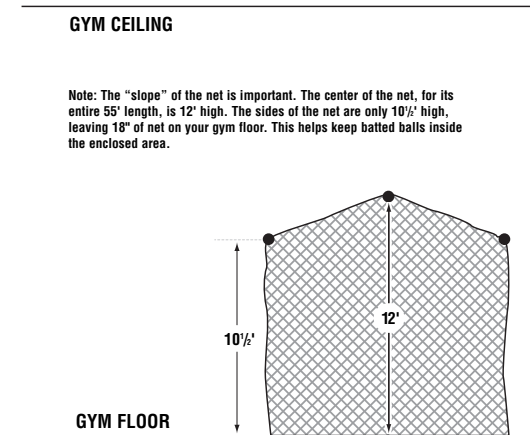 GYM CEILING
Note: The “slope” of the net is important. The center of the net, for its
entire 55' length, is 12' high. The sides of the net are only 10½' high,
leaving 18" of net on your gym floor. This helps keep batted balls inside
the enclosed area.
12'
10½'
GYM FLOOR